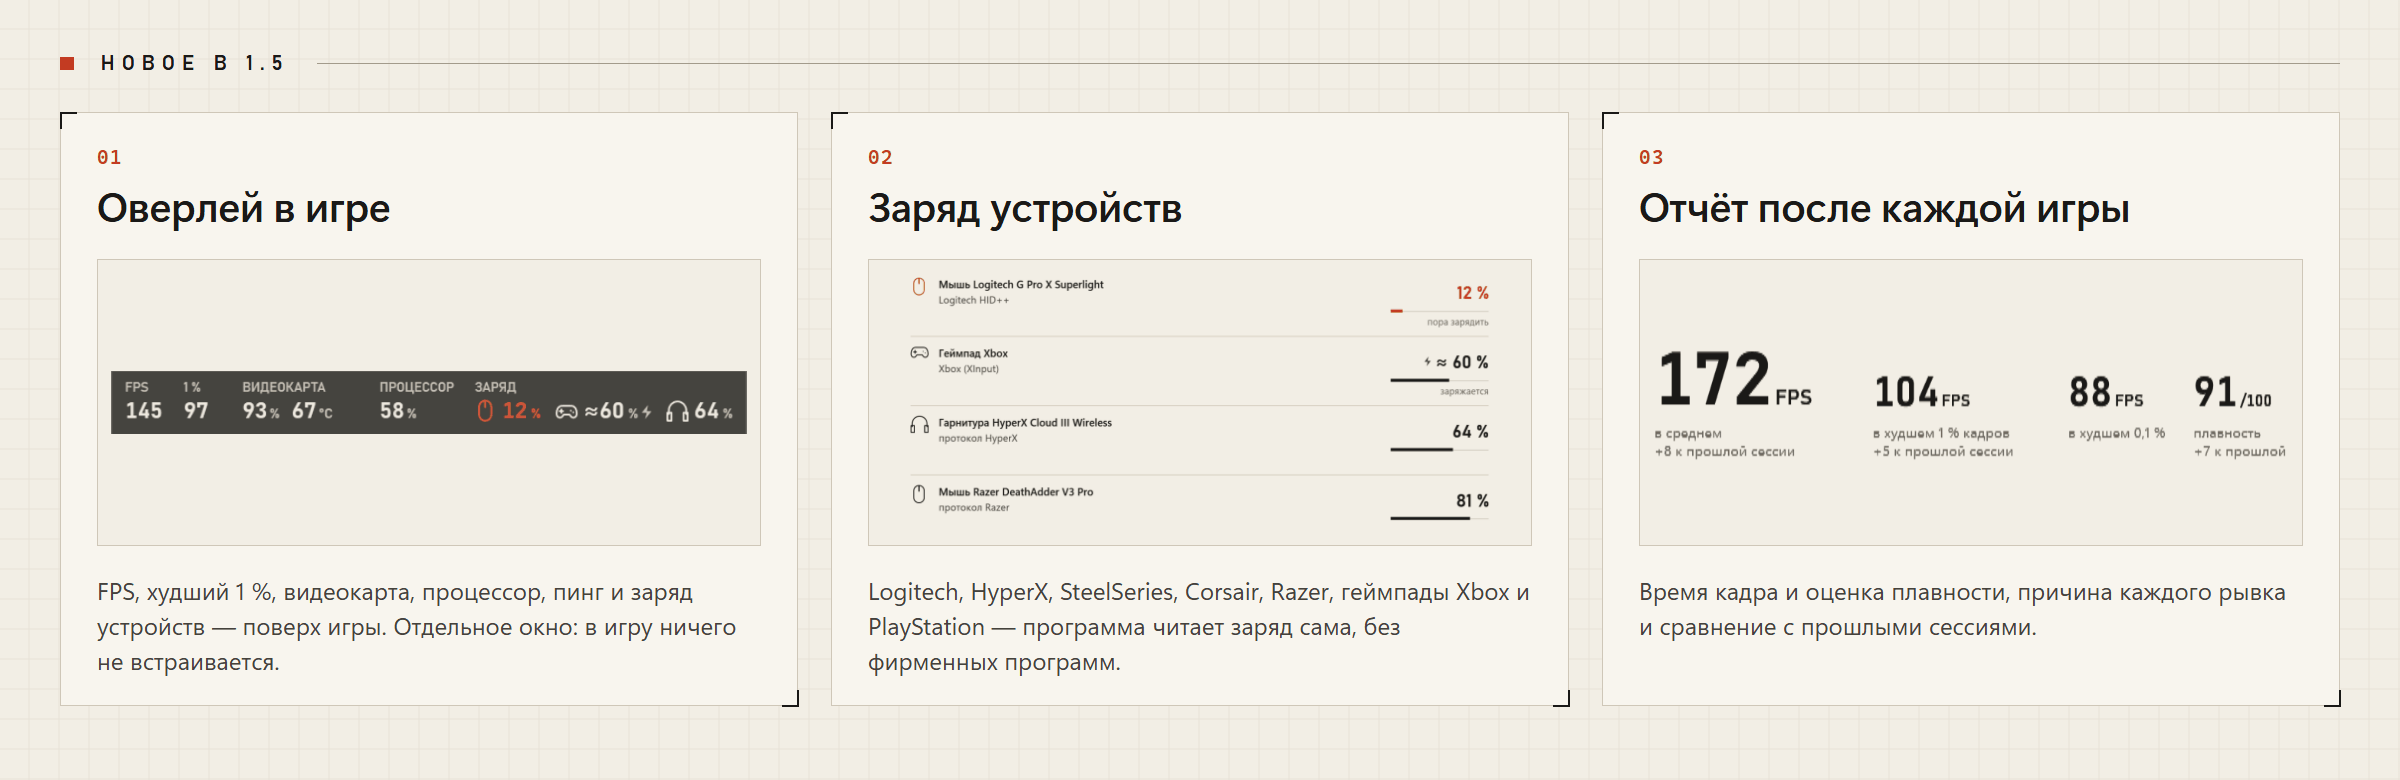 НОВОЕ В 1.5
01
Оверлей в игре
FPS 1 % ВИДЕОКАРТА ПРОЦЕССОР ЗАРЯД
145 97 93 % 67 °C 58 % 12 % ≈60 % 64 %
FPS, худший 1 %, видеокарта, процессор, пинг и заряд
устройств — поверх игры. Отдельное окно: в игру ничего
не встраивается.
02
Заряд устройств
Мышь Logitech G Pro X Superlight
Logitech HID++
12 %
пора зарядить
Геймпад Xbox
Xbox (XInput)
≈ 60 %
заряжается
Гарнитура HyperX Cloud III Wireless
протокол HyperX
64 %
Мышь Razer DeathAdder V3 Pro
протокол Razer
81 %
Logitech, HyperX, SteelSeries, Corsair, Razer, геймпады Xbox и
PlayStation — программа читает заряд сама, без
фирменных программ.
03
Отчёт после каждой игры
172 FPS
в среднем
+8 к прошлой сессии
104 FPS
в худшем 1 % кадров
+5 к прошлой сессии
88 FPS
в худшем 0,1 %
91 /100
плавность
+7 к прошлой
Время кадра и оценка плавности, причина каждого рывка
и сравнение с прошлыми сессиями.